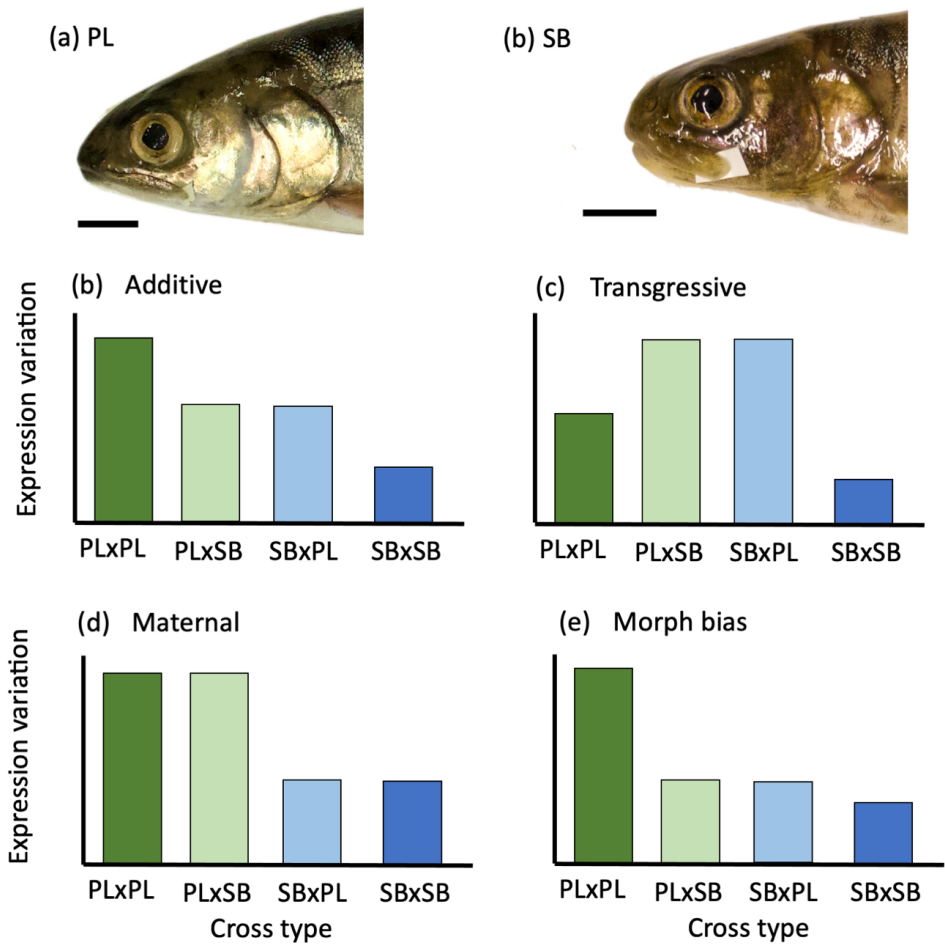 (a) PL
(b) SB
(b) Additive
Expression variation
PLxPL PLxSB SBxPL SBxSB
(c) Transgressive
PLxPL PLxSB SBxPL SBxSB
(d) Maternal
Expression variation
PLxPL PLxSB SBxPL SBxSB
Cross type
(e) Morph bias
PLxPL PLxSB SBxPL SBxSB
Cross type